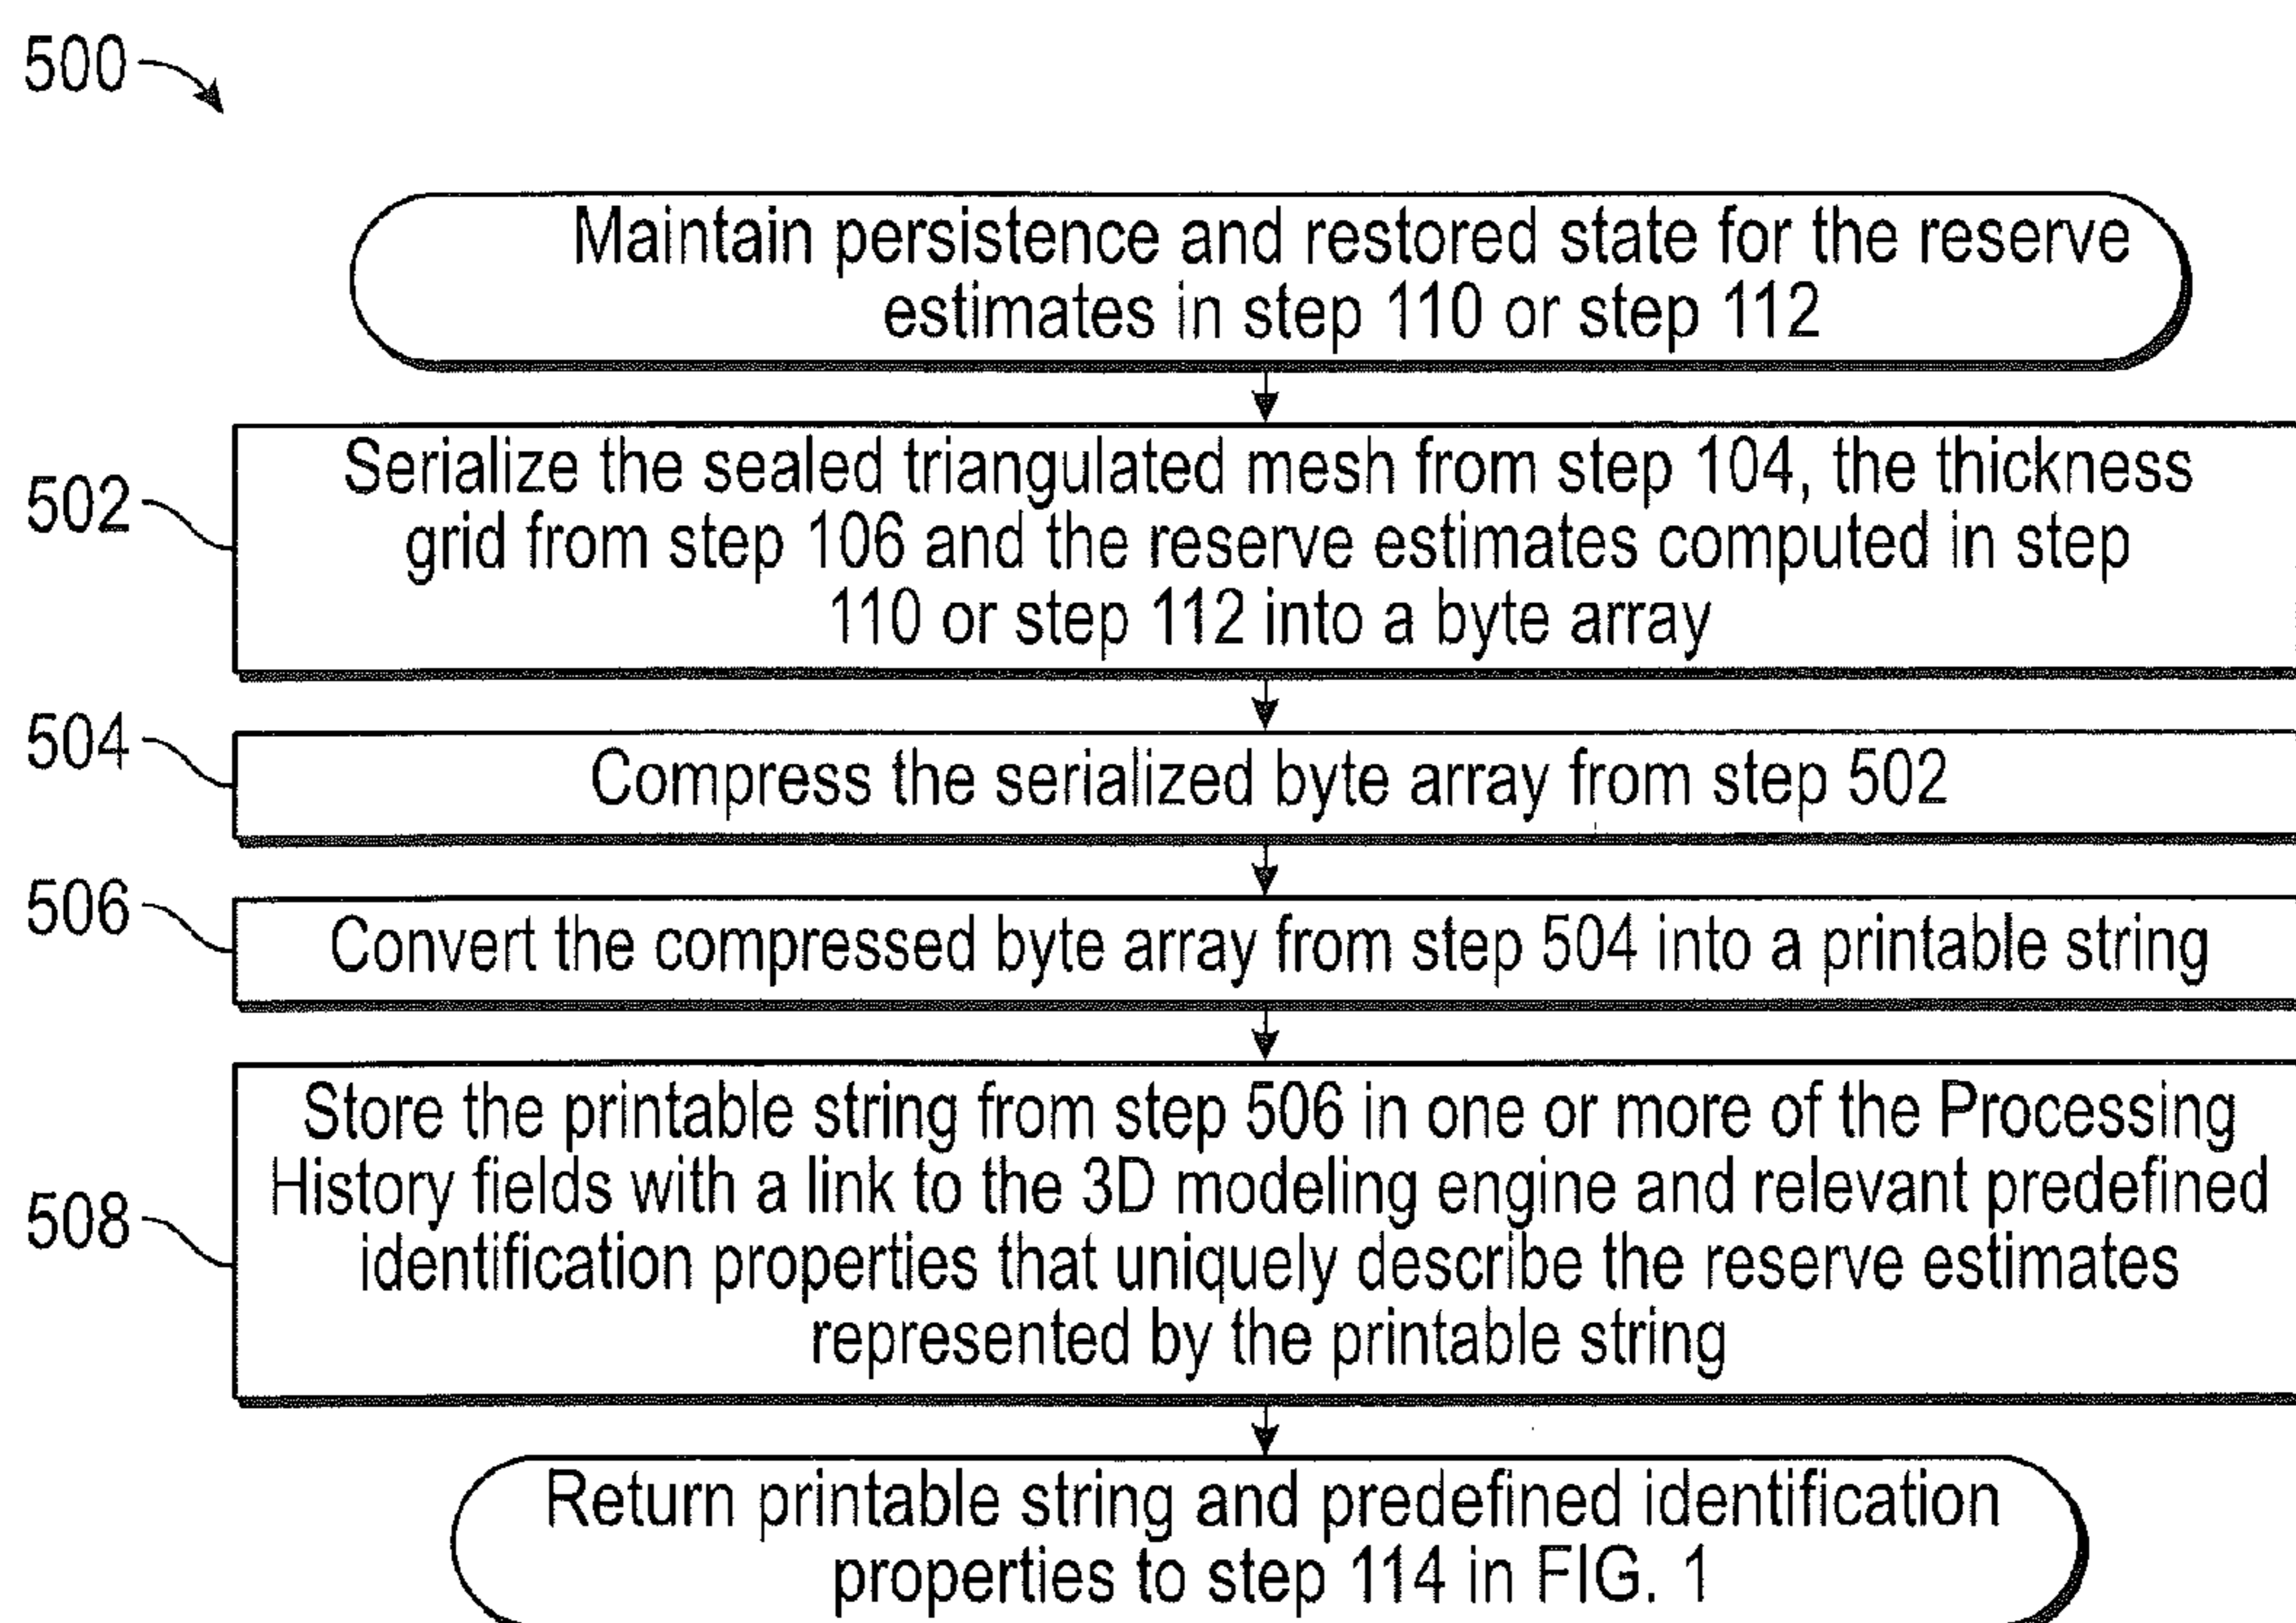 500
Maintain persistence and restored state for the reserve
estimates in step 110 or step 112
502
Serialize the sealed triangulated mesh from step 104, the thickness
grid from step 106 and the reserve estimates computed in step
110 or step 112 into a byte array
504
Compress the serialized byte array from step 502
506
Convert the compressed byte array from step 504 into a printable string
508
Store the printable string from step 506 in one or more of the Processing
History fields with a link to the 3D modeling engine and relevant predefined
identification properties that uniquely describe the reserve estimates
represented by the printable string
Return printable string and predefined identification
properties to step 114 in FIG. 1